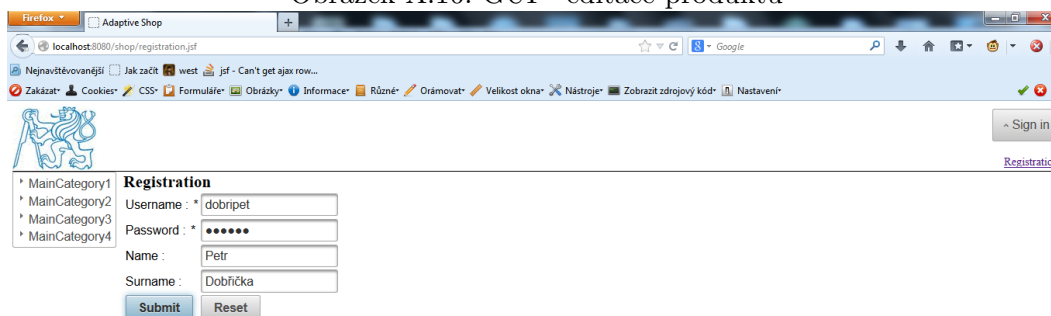 Obrázek A.10: GUI - editace produktu
Firefox
Adaptive Shop
localhost:8080/shop/registration.jsf
Google
Nejnavštěvovanější Jak začít west jsf - Can't get ajax row...
Zakázat Cookies CSS Formuláře Obrázky Informace Různé Orámovat Velikost okna Nástroje Zobrazit zdrojový kód Nastavení
Sign in
Registratio
MainCategory1
MainCategory2
MainCategory3
MainCategory4
Registration
Username : * dobripet
Password : * ●●●●●●
Name : Petr
Surname : Dobřička
Submit Reset